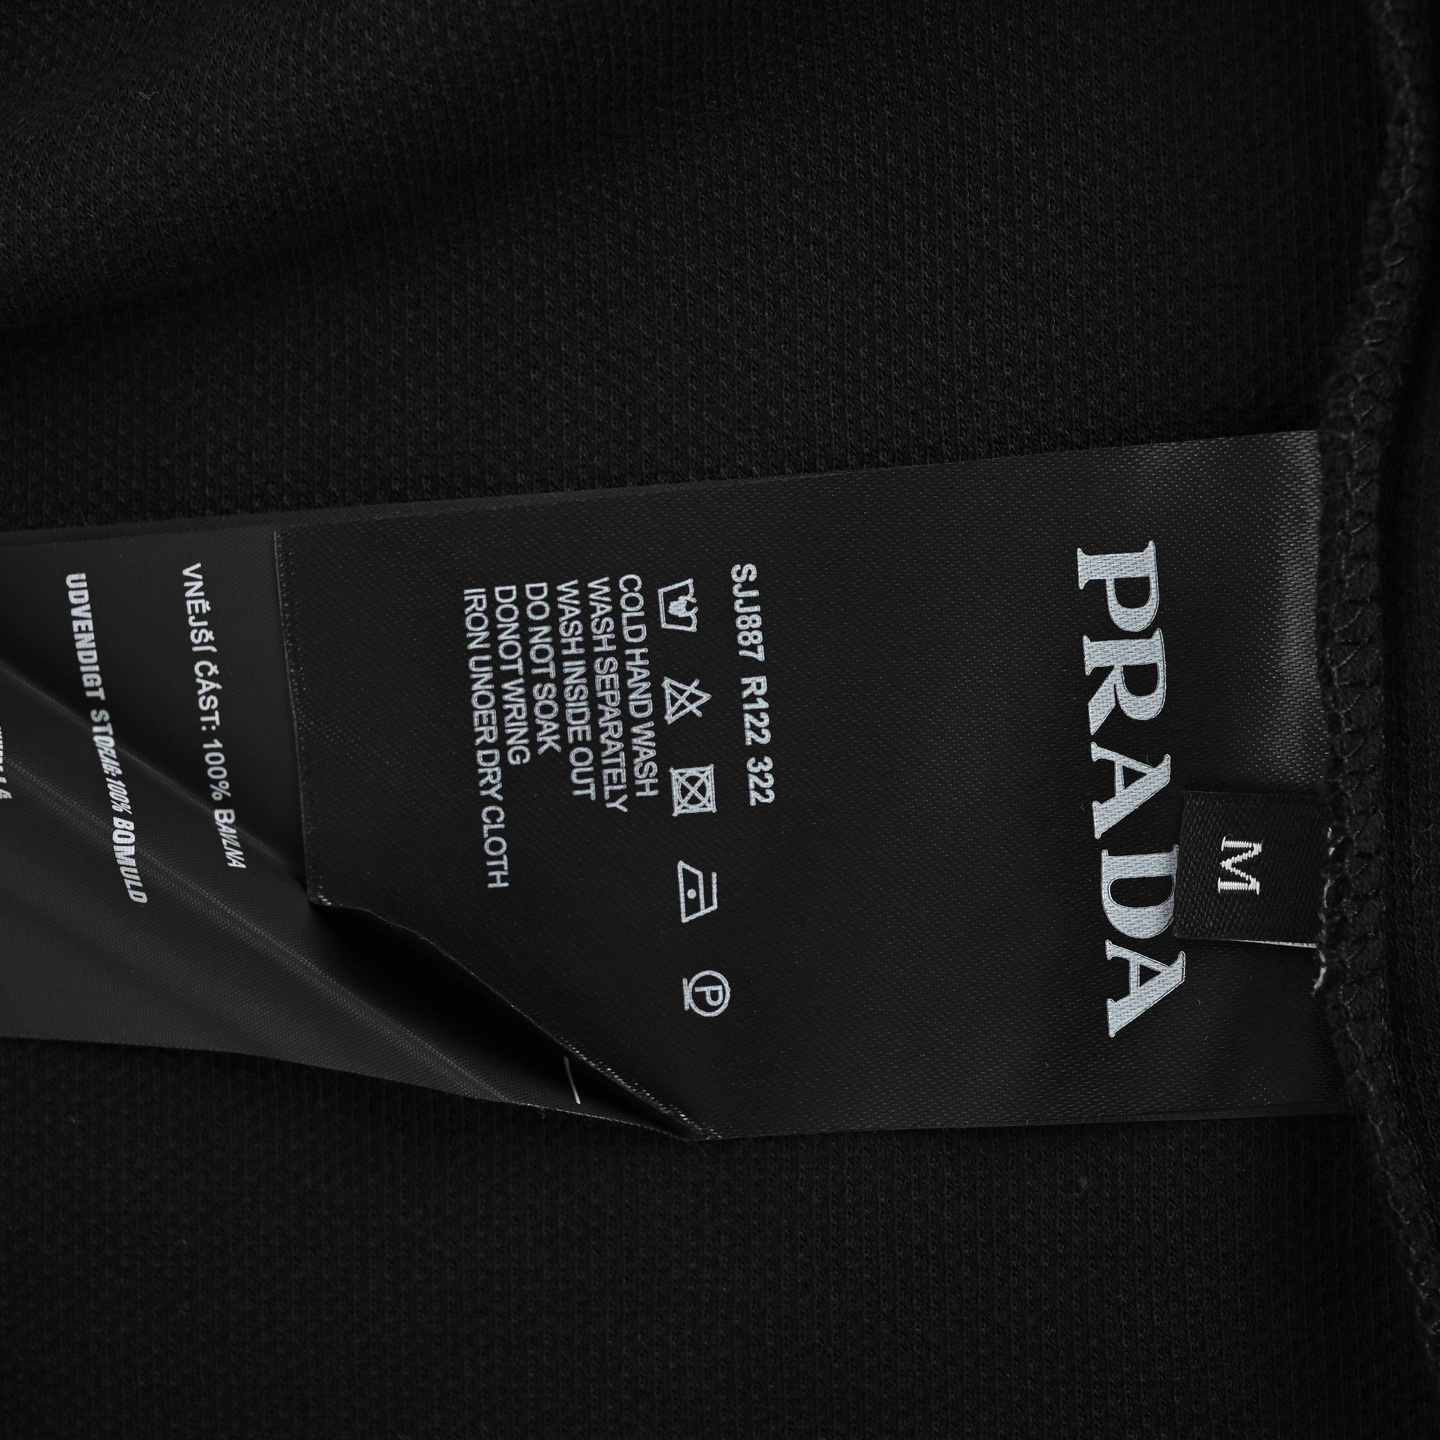 PRADA
M
SJJ887 R122 322
P
COLD HAND WASH
WASH SEPARATELY
WASH INSIDE OUT
DO NOT SOAK
DONOT WRING
IRON UNOER DRY CLOTH
VNĚJŠÍ ČÁST: 100% BAVLNA
UDVENDIGT STOF: 100% BOMULD